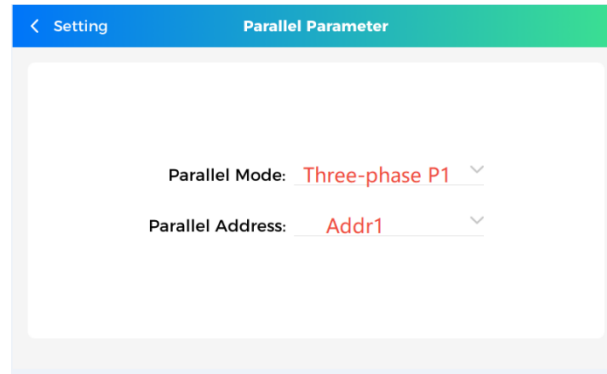 Setting
Parallel Parameter
Parallel Mode: Three-phase P1
Parallel Address: Addr1